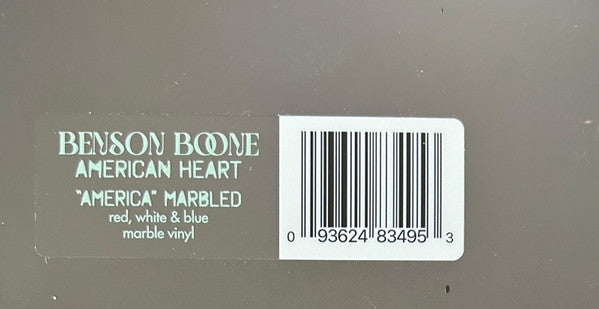 BENSON BOONE
AMERICAN HEART
"AMERICA" MARBLED
red, white & blue
marble vinyl
0 93624 83495 3